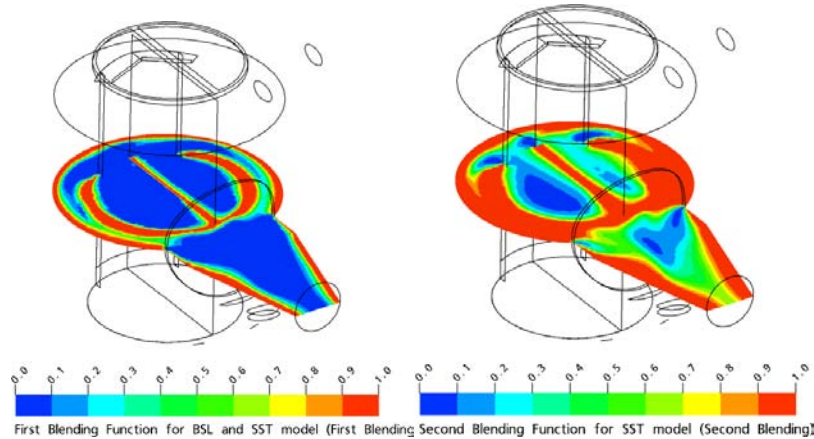 0.0 0.1 0.2 0.3 0.4 0.5 0.6 0.7 0.8 0.9 1.0
First Blending Function for BSL and SST model (First Blending
0.0 0.1 0.2 0.3 0.4 0.5 0.6 0.7 0.8 0.9 1.0
Second Blending Function for SST model (Second Blending)